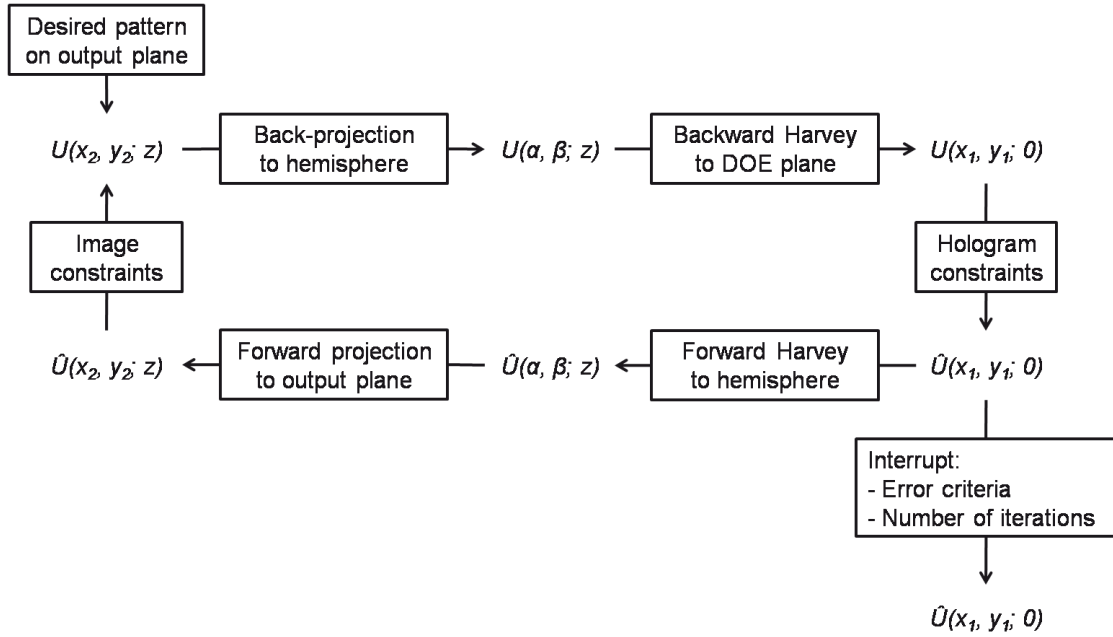 Desired pattern
on output plane
U(x₂, y₂; z)
Back-projection
to hemisphere
U(α, β; z)
Backward Harvey
to DOE plane
U(x₁, y₁; 0)
Image
constraints
Hologram
constraints
Û(x₂, y₂; z)
Forward projection
to output plane
Û(α, β; z)
Forward Harvey
to hemisphere
Û(x₁, y₁; 0)
Interrupt:
- Error criteria
- Number of iterations
Û(x₁, y₁; 0)